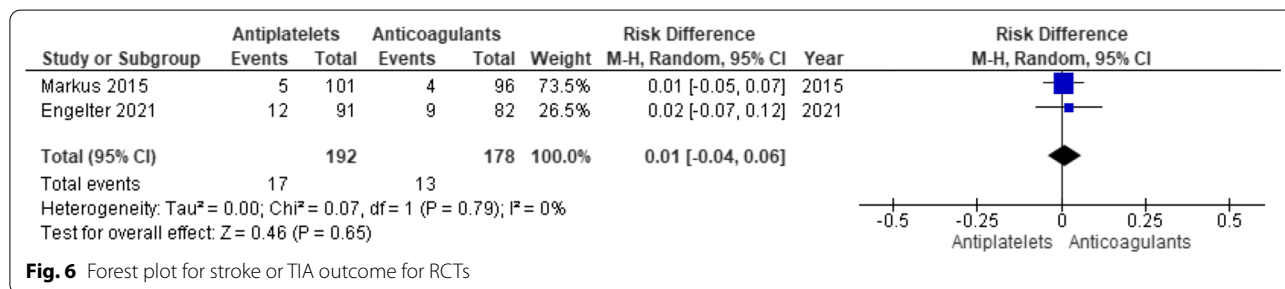 Antiplatelets Anticoagulants Risk Difference Risk Difference
Study or Subgroup Events Total Events Total Weight M-H, Random, 95% CI Year M-H, Random, 95% CI
Markus 2015 5 101 4 96 73.5% 0.01 [-0.05, 0.07] 2015
Engelter 2021 12 91 9 82 26.5% 0.02 [-0.07, 0.12] 2021
Total (95% CI) 192 178 100.0% 0.01 [-0.04, 0.06]
Total events 17 13
Heterogeneity: Tau² = 0.00; Chi² = 0.07, df = 1 (P = 0.79); I² = 0%
Test for overall effect: Z = 0.46 (P = 0.65)
-0.5 -0.25 0 0.25 0.5
Antiplatelets Anticoagulants
Fig. 6 Forest plot for stroke or TIA outcome for RCTs